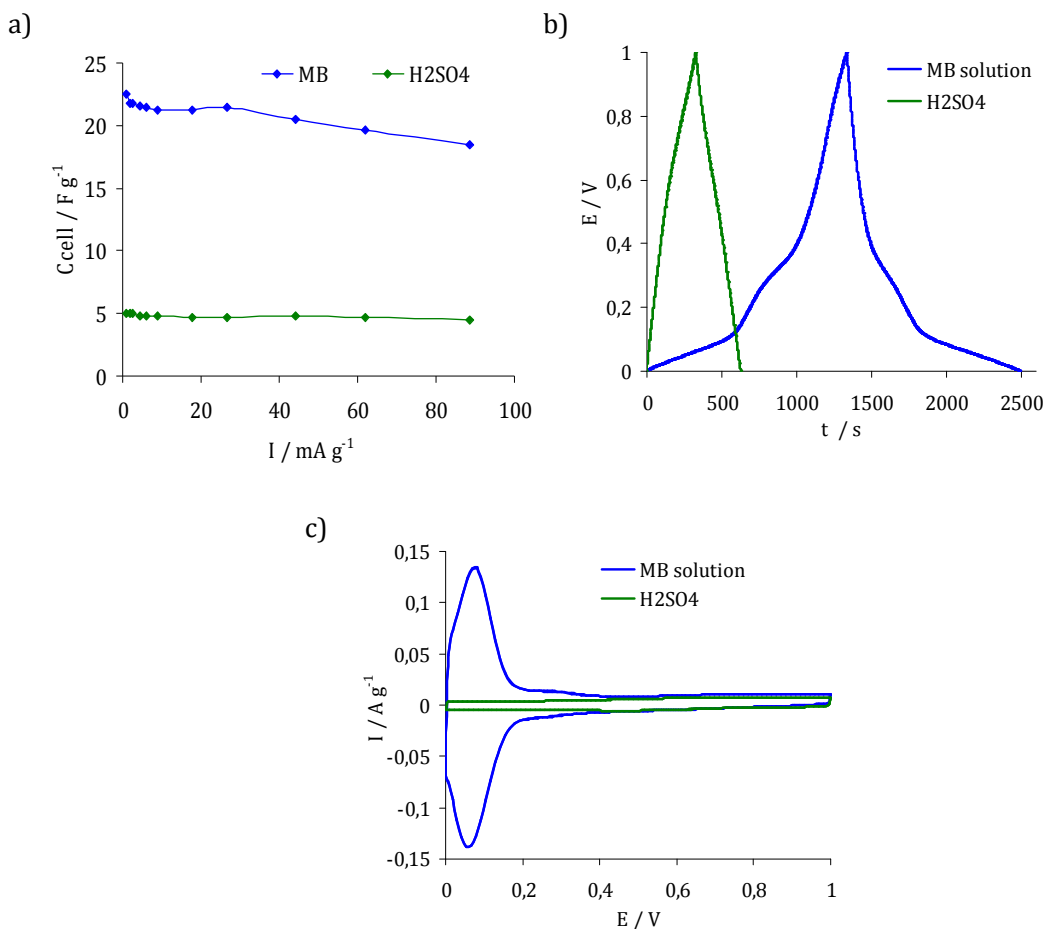 a)
25
20
15
10
5
0
0 20 40 60 80 100
Ccell / F g-1
I / mA g-1
MB
H2SO4
b)
1
0,8
0,6
0,4
0,2
0
0 500 1000 1500 2000 2500
E / V
t / s
MB solution
H2SO4
c)
0,15
0,1
0,05
0
-0,05
-0,1
-0,15
0 0,2 0,4 0,6 0,8 1
I / A g-1
E / V
MB solution
H2SO4